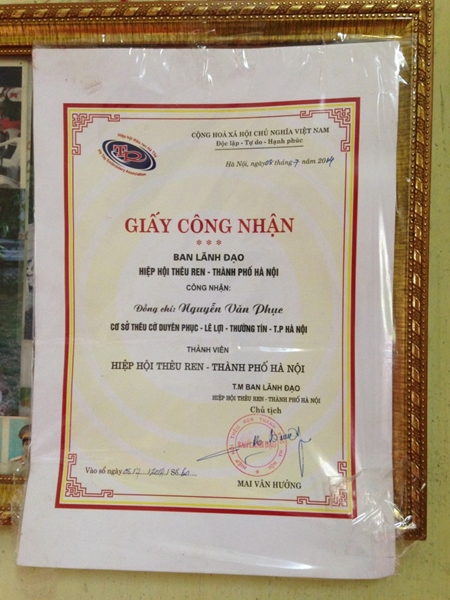 CỘNG HOÀ XÃ HỘI CHỦ NGHĨA VIỆT NAM
Độc lập - Tự do - Hạnh phúc
Hà Nội, ngày 08 tháng 7 năm 2014
GIẤY CÔNG NHẬN
***
BAN LÃNH ĐẠO
HIỆP HỘI THÊU REN - THÀNH PHỐ HÀ NỘI
CÔNG NHẬN:
Đồng chí: Nguyễn Văn Phục
CƠ SỞ THÊU CỜ DUYÊN PHỤC - LÊ LỢI - THƯỜNG TÍN - T.P HÀ NỘI
THÀNH VIÊN
HIỆP HỘI THÊU REN - THÀNH PHỐ HÀ NỘI
T.M BAN LÃNH ĐẠO
HIỆP HỘI THÊU REN - THÀNH PHỐ HÀ NỘI
Chủ tịch
Vào sổ ngày
MAI VĂN HƯỞNG